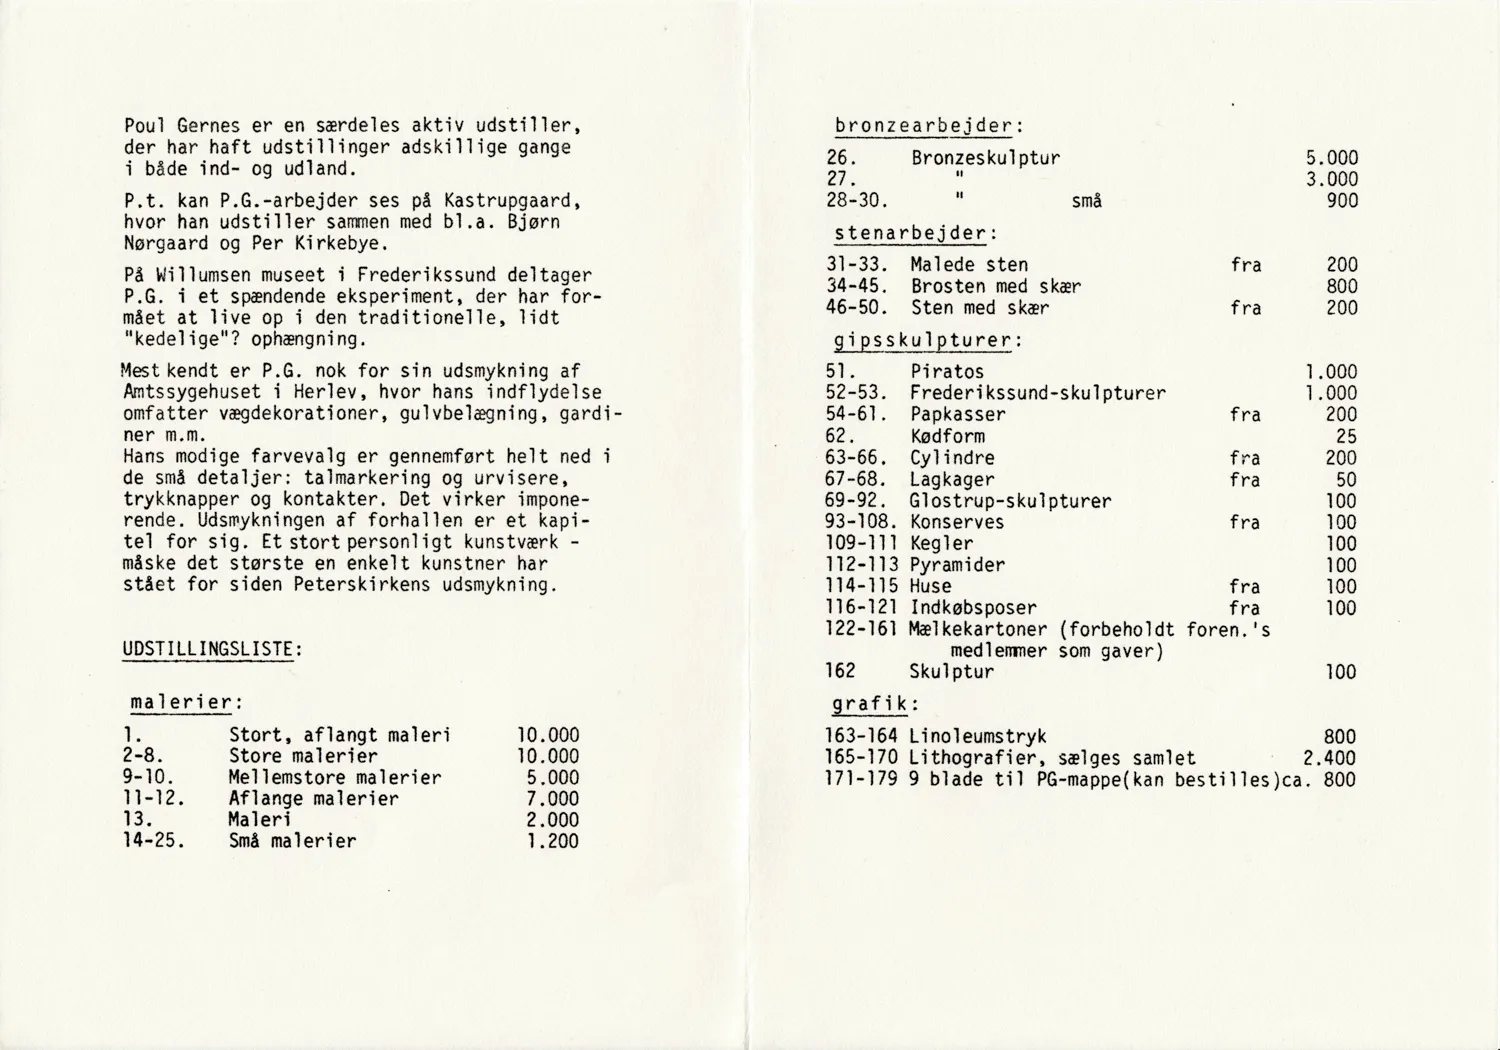 Poul Gernes er en særdeles aktiv udstiller,
der har haft udstillinger adskillige gange
i både ind- og udland.
P.t. kan P.G.-arbejder ses på Kastrupgaard,
hvor han udstiller sammen med bl.a. Bjørn
Nørgaard og Per Kirkebye.
På Willumsen museet i Frederikssund deltager
P.G. i et spændende eksperiment, der har for-
mået at live op i den traditionelle, lidt
"kedelige"? ophængning.
Mest kendt er P.G. nok for sin udsmykning af
Amtssygehuset i Herlev, hvor hans indflydelse
omfatter vægdekorationer, gulvbelægning, gardi-
ner m.m.
Hans modige farvevalg er gennemført helt ned i
de små detaljer: talmarkering og urvisere,
trykknapper og kontakter. Det virker impone-
rende. Udsmykningen af forhallen er et kapi-
tel for sig. Et stort personligt kunstværk -
måske det største en enkelt kunstner har
stået for siden Peterskirkens udsmykning.
UDSTILLINGSLISTE:
malerier:
1. Stort, aflangt maleri 10.000
2-8. Store malerier 10.000
9-10. Mellemstore malerier 5.000
11-12. Aflange malerier 7.000
13. Maleri 2.000
14-25. Små malerier 1.200
bronzearbejder:
26. Bronzeskulptur 5.000
27. " 3.000
28-30. " små 900
stenarbejder:
31-33. Malede sten fra 200
34-45. Brosten med skær 800
46-50. Sten med skær fra 200
gipsskulpturer:
51. Piratos 1.000
52-53. Frederikssund-skulpturer 1.000
54-61. Papkasser fra 200
62. Kødform 25
63-66. Cylindre fra 200
67-68. Lagkager fra 50
69-92. Glostrup-skulpturer 100
93-108. Konserves fra 100
109-111 Kegler 100
112-113 Pyramider 100
114-115 Huse fra 100
116-121 Indkøbsposer fra 100
122-161 Mælkekartoner (forbeholdt foren.'s
medlemmer som gaver)
162 Skulptur 100
grafik:
163-164 Linoleumstryk 800
165-170 Lithografier, sælges samlet 2.400
171-179 9 blade til PG-mappe(kan bestilles)ca. 800